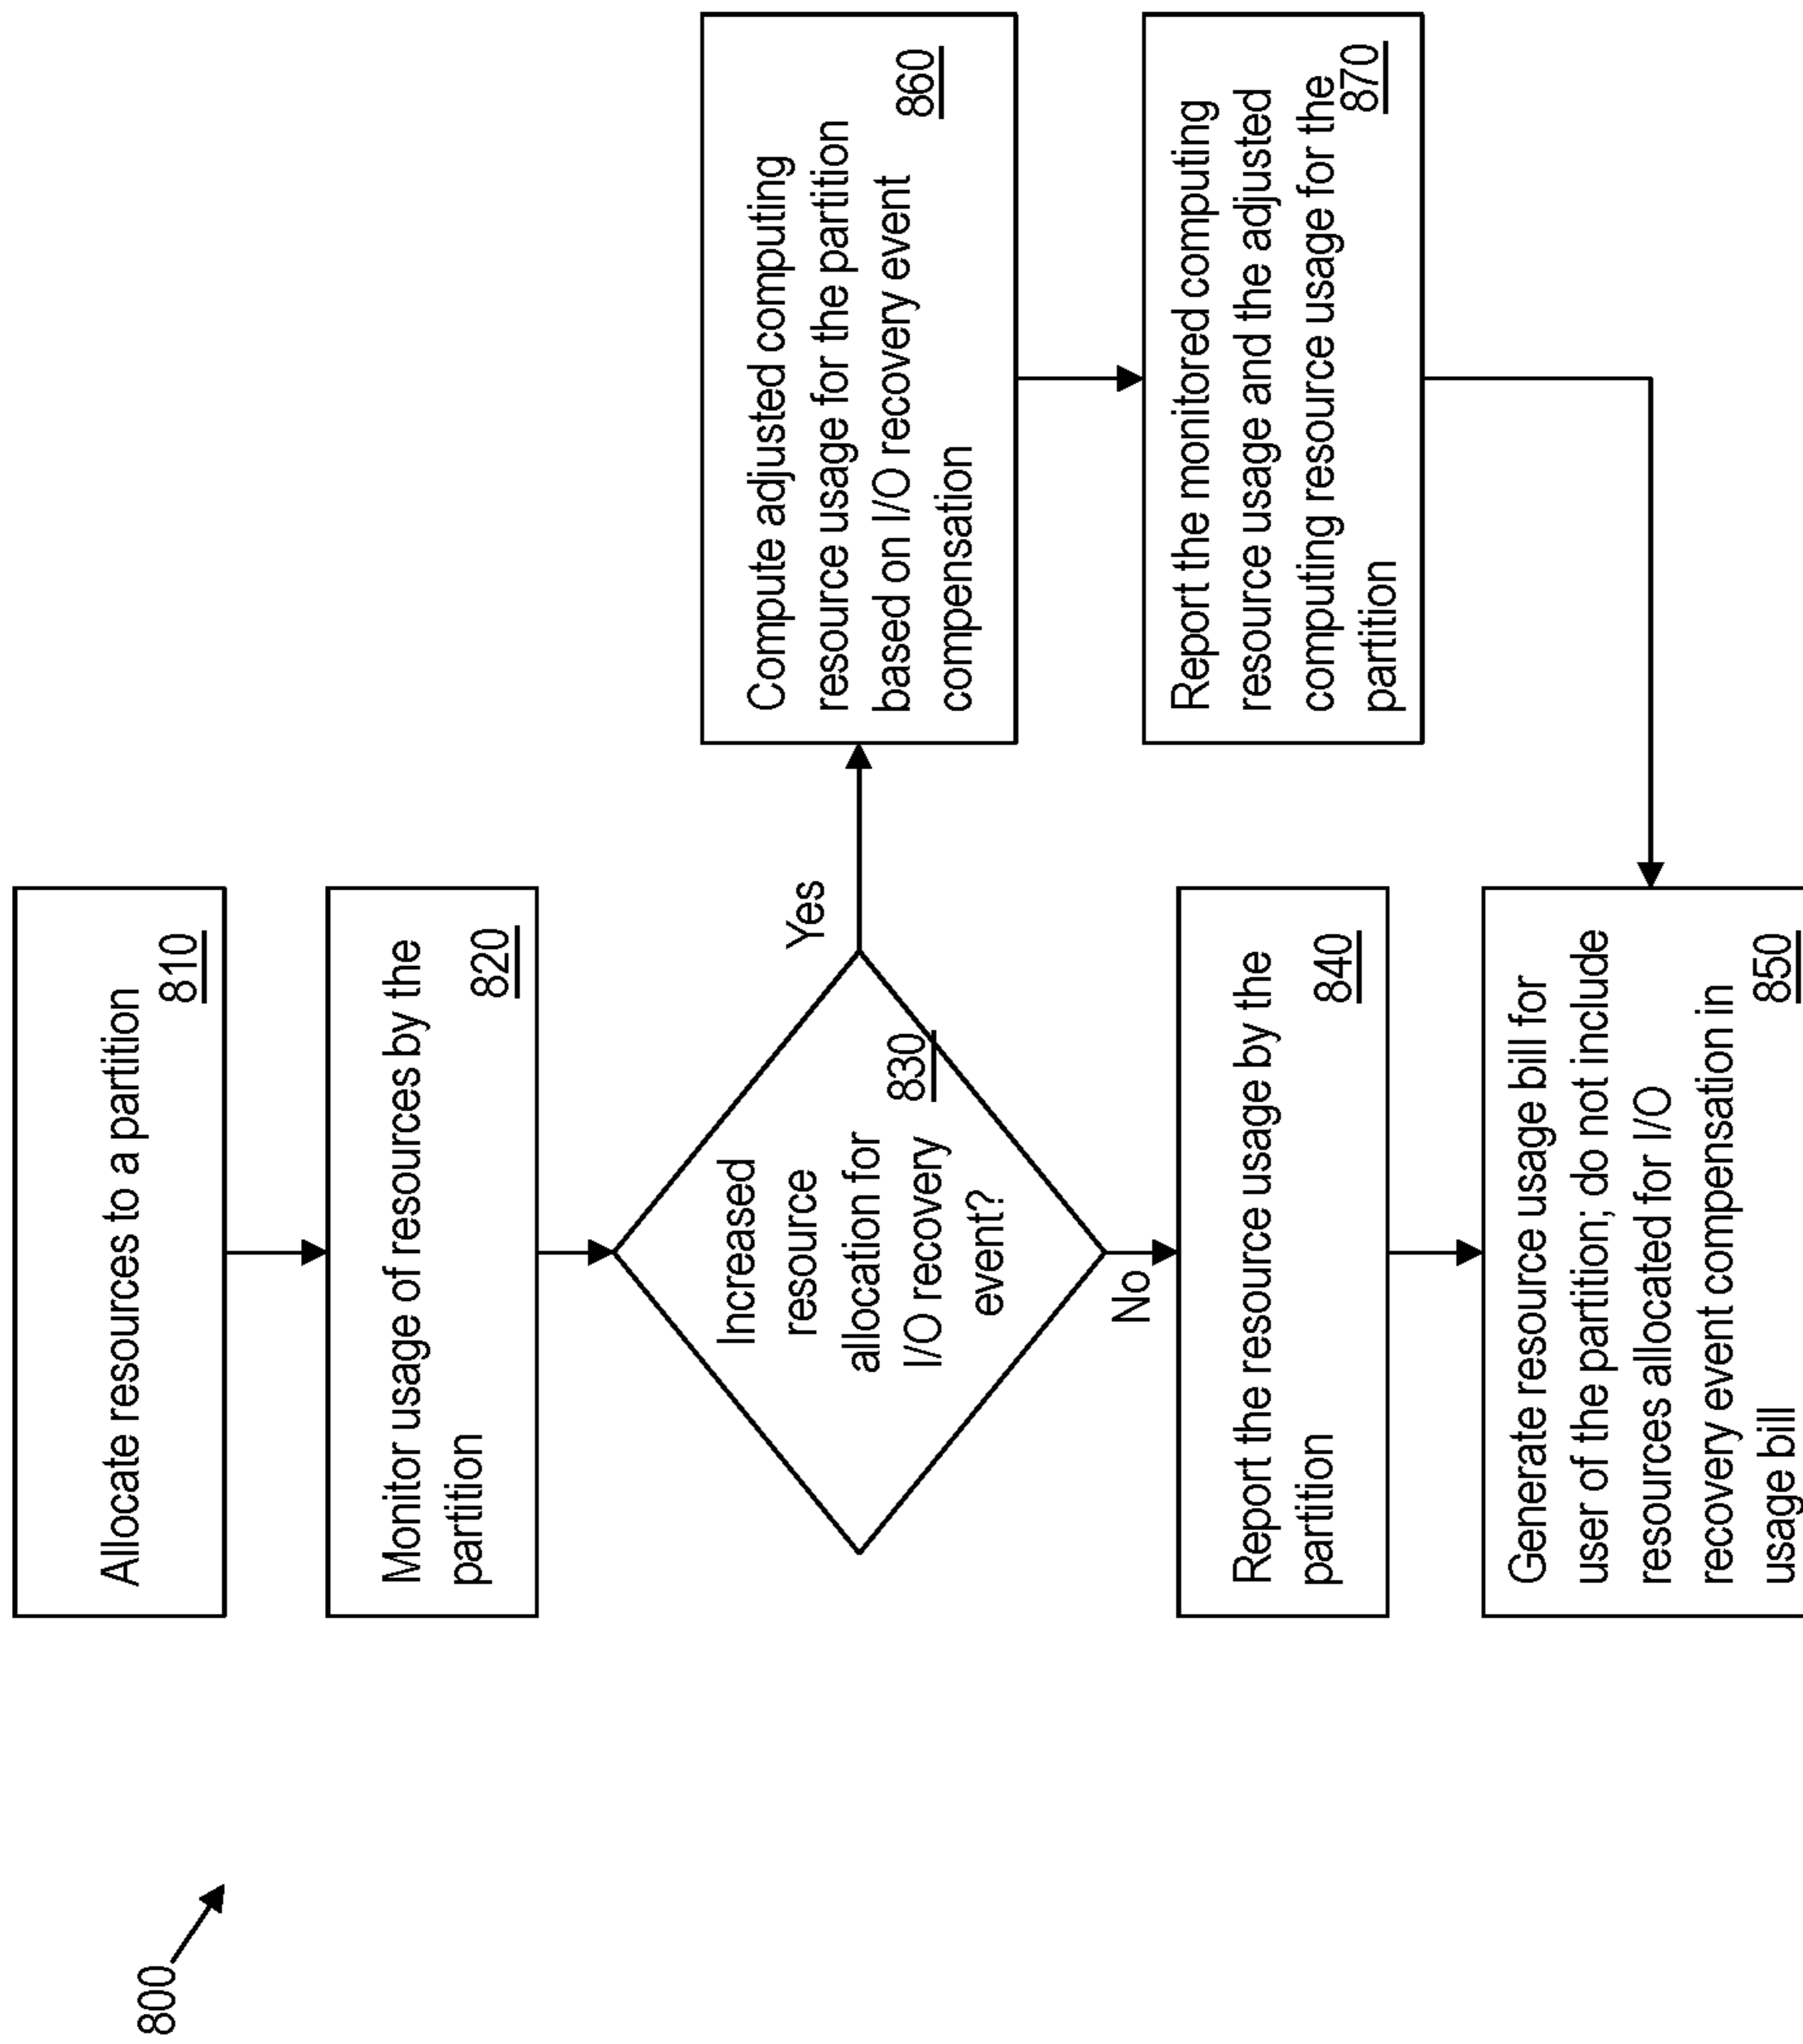 800
Allocate resources to a partition
810
Monitor usage of resources by the
partition
820
Increased
resource
allocation for
I/O recovery
event?
830
Yes
No
Compute adjusted computing
resource usage for the partition
based on I/O recovery event
compensation
860
Report the monitored computing
resource usage and the adjusted
computing resource usage for the
partition
870
Report the resource usage by the
partition
840
Generate resource usage bill for
user of the partition; do not include
resources allocated for I/O
recovery event compensation in
usage bill
850